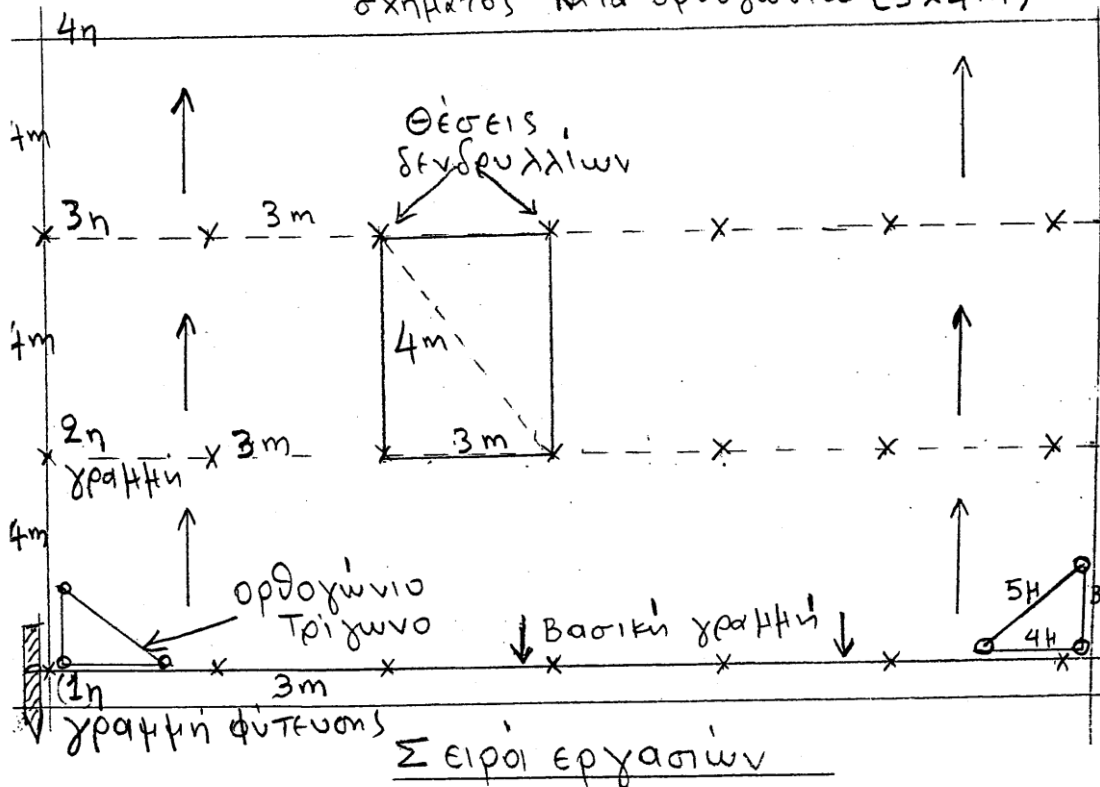 σχήματος κατά ορθογώνια (3x4m)
4η
4m
Θέσεις
δενδρυλλίων
3η 3m
4m
4m
2η 3m 3m
γραμμή
4m
ορθογώνιο
Τρίγωνο
Βασική γραμμή
5μ
4μ
(1η 3m
γραμμή φύτευσης
Σειρά εργασιών